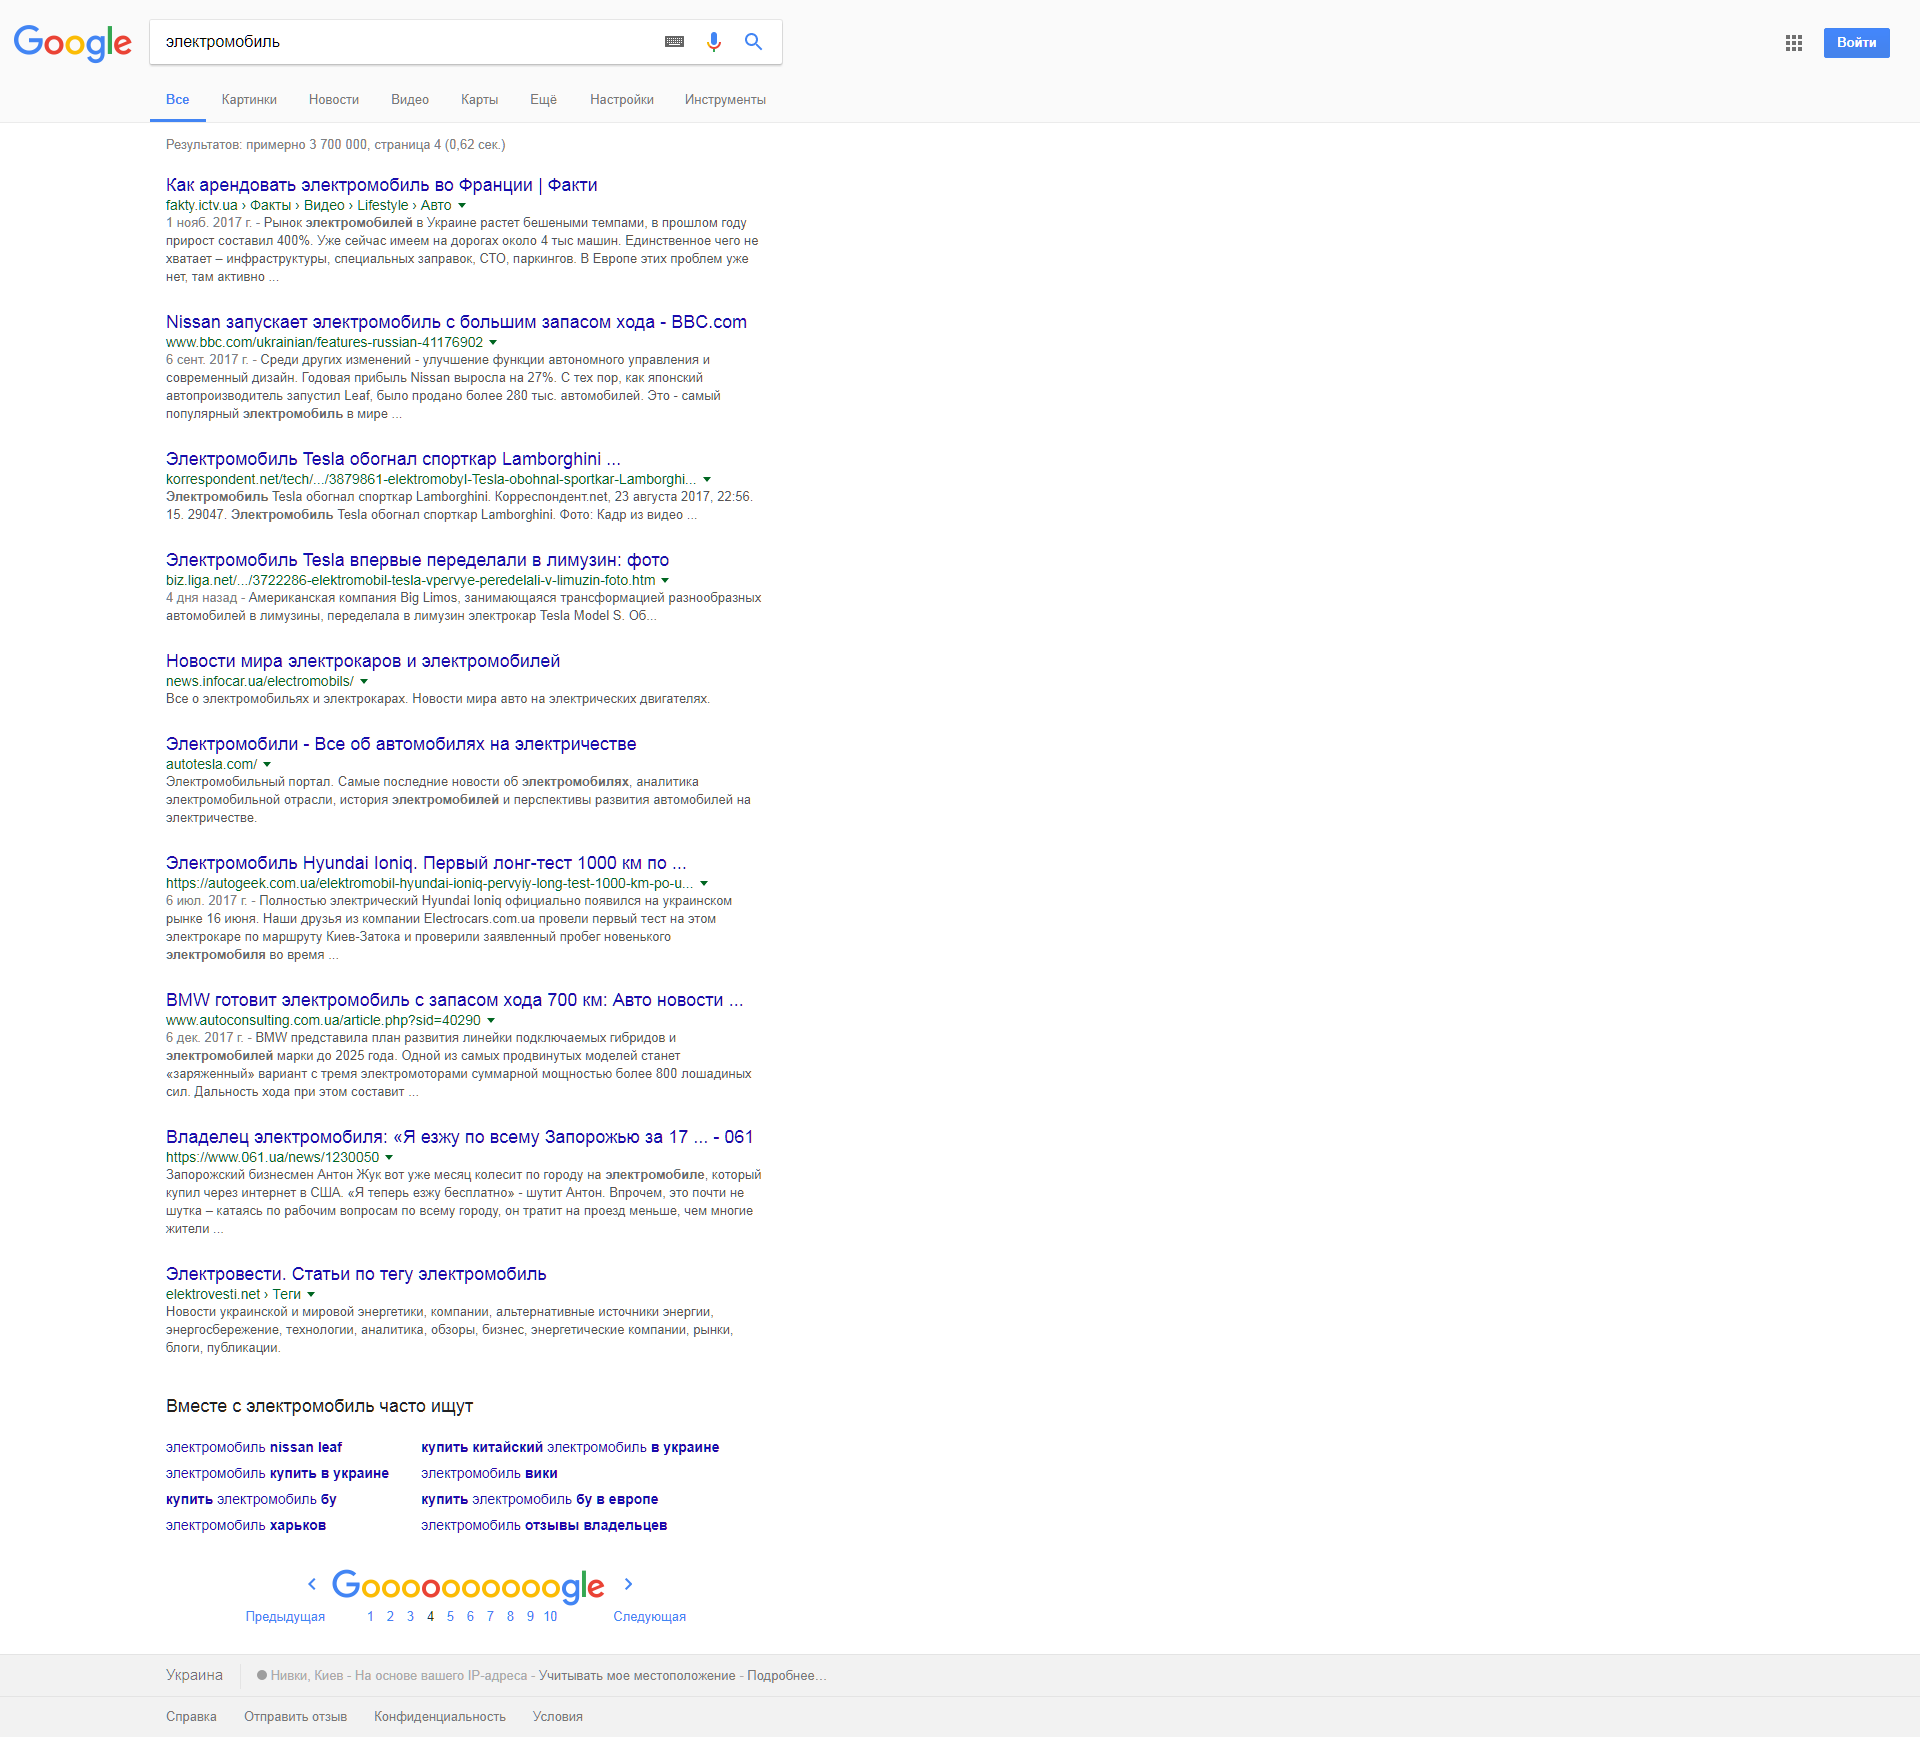 Google
электромобиль
Войти
Все Картинки Новости Видео Карты Ещё Настройки Инструменты
Результатов: примерно 3 700 000, страница 4 (0,62 сек.)
Как арендовать электромобиль во Франции | Факти
fakty.ictv.ua › Факты › Видео › Lifestyle › Авто
1 нояб. 2017 г. - Рынок электромобилей в Украине растет бешеными темпами, в прошлом году
прирост составил 400%. Уже сейчас имеем на дорогах около 4 тыс машин. Единственное чего не
хватает – инфраструктуры, специальных заправок, СТО, паркингов. В Европе этих проблем уже
нет, там активно ...
Nissan запускает электромобиль с большим запасом хода - BBC.com
www.bbc.com/ukrainian/features-russian-41176902
6 сент. 2017 г. - Среди других изменений - улучшение функции автономного управления и
современный дизайн. Годовая прибыль Nissan выросла на 27%. С тех пор, как японский
автопроизводитель запустил Leaf, было продано более 280 тыс. автомобилей. Это - самый
популярный электромобиль в мире ...
Электромобиль Tesla обогнал спорткар Lamborghini ...
korrespondent.net/tech/.../3879861-elektromobyl-Tesla-obohnal-sportkar-Lamborghi...
Электромобиль Tesla обогнал спорткар Lamborghini. Корреспондент.net, 23 августа 2017, 22:56.
15. 29047. Электромобиль Tesla обогнал спорткар Lamborghini. Фото: Кадр из видео ...
Электромобиль Tesla впервые переделали в лимузин: фото
biz.liga.net/.../3722286-elektromobil-tesla-vpervye-peredelali-v-limuzin-foto.htm
4 дня назад - Американская компания Big Limos, занимающаяся трансформацией разнообразных
автомобилей в лимузины, переделала в лимузин электрокар Tesla Model S. Об...
Новости мира электрокаров и электромобилей
news.infocar.ua/electromobils/
Все о электромобильях и электрокарах. Новости мира авто на электрических двигателях.
Электромобили - Все об автомобилях на электричестве
autotesla.com/
Электромобильный портал. Самые последние новости об электромобилях, аналитика
электромобильной отрасли, история электромобилей и перспективы развития автомобилей на
электричестве.
Электромобиль Hyundai Ioniq. Первый лонг-тест 1000 км по ...
https://autogeek.com.ua/elektromobil-hyundai-ioniq-pervyiy-long-test-1000-km-po-u...
6 июл. 2017 г. - Полностью электрический Hyundai Ioniq официально появился на украинском
рынке 16 июня. Наши друзья из компании Electrocars.com.ua провели первый тест на этом
электрокаре по маршруту Киев-Затока и проверили заявленный пробег новенького
электромобиля во время ...
BMW готовит электромобиль с запасом хода 700 км: Авто новости ...
www.autoconsulting.com.ua/article.php?sid=40290
6 дек. 2017 г. - BMW представила план развития линейки подключаемых гибридов и
электромобилей марки до 2025 года. Одной из самых продвинутых моделей станет
«заряженный» вариант с тремя электромоторами суммарной мощностью более 800 лошадиных
сил. Дальность хода при этом составит ...
Владелец электромобиля: «Я езжу по всему Запорожью за 17 ... - 061
https://www.061.ua/news/1230050
Запорожский бизнесмен Антон Жук вот уже месяц колесит по городу на электромобиле, который
купил через интернет в США. «Я теперь езжу бесплатно» - шутит Антон. Впрочем, это почти не
шутка – катаясь по рабочим вопросам по всему городу, он тратит на проезд меньше, чем многие
жители ...
Электровести. Статьи по тегу электромобиль
elektrovesti.net › Теги
Новости украинской и мировой энергетики, компании, альтернативные источники энергии,
энергосбережение, технологии, аналитика, обзоры, бизнес, энергетические компании, рынки,
блоги, публикации.
Вместе с электромобиль часто ищут
электромобиль nissan leaf купить китайский электромобиль в украине
электромобиль купить в украине электромобиль вики
купить электромобиль бу купить электромобиль бу в европе
электромобиль харьков электромобиль отзывы владельцев
Goooooooooogle
Предыдущая 1 2 3 4 5 6 7 8 9 10 Следующая
Украина Нивки, Киев - На основе вашего IP-адреса - Учитывать мое местоположение - Подробнее...
Справка Отправить отзыв Конфиденциальность Условия